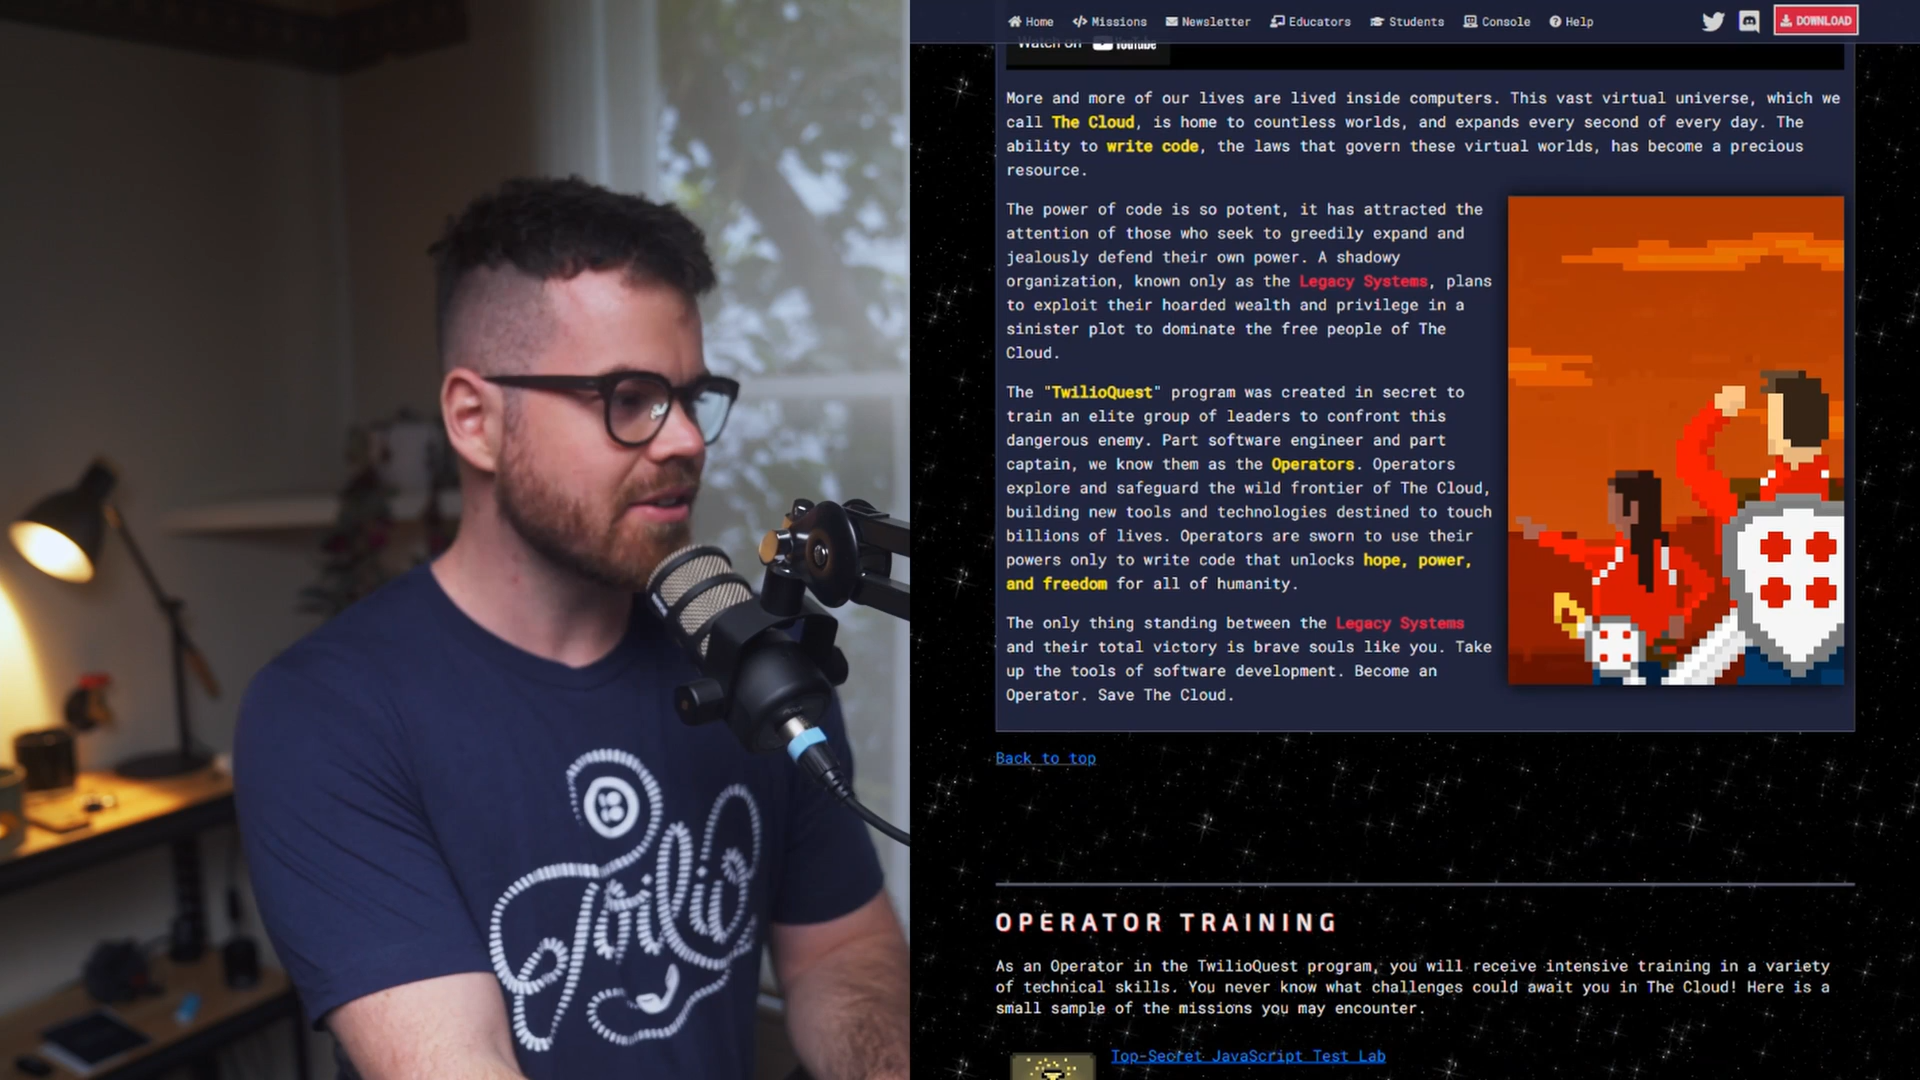 Home Missions Newsletter Educators Students Console Help DOWNLOAD
Watch on YouTube
More and more of our lives are lived inside computers. This vast virtual universe, which we
call The Cloud, is home to countless worlds, and expands every second of every day. The
ability to write code, the laws that govern these virtual worlds, has become a precious
resource.
The power of code is so potent, it has attracted the
attention of those who seek to greedily expand and
jealously defend their own power. A shadowy
organization, known only as the Legacy Systems, plans
to exploit their hoarded wealth and privilege in a
sinister plot to dominate the free people of The
Cloud.
The "TwilioQuest" program was created in secret to
train an elite group of leaders to confront this
dangerous enemy. Part software engineer and part
captain, we know them as the Operators. Operators
explore and safeguard the wild frontier of The Cloud,
building new tools and technologies destined to touch
billions of lives. Operators are sworn to use their
powers only to write code that unlocks hope, power,
and freedom for all of humanity.
The only thing standing between the Legacy Systems
and their total victory is brave souls like you. Take
up the tools of software development. Become an
Operator. Save The Cloud.
Back to top
OPERATOR TRAINING
As an Operator in the TwilioQuest program, you will receive intensive training in a variety
of technical skills. You never know what challenges could await you in The Cloud! Here is a
small sample of the missions you may encounter.
Top-Secret JavaScript Test Lab
Twilio